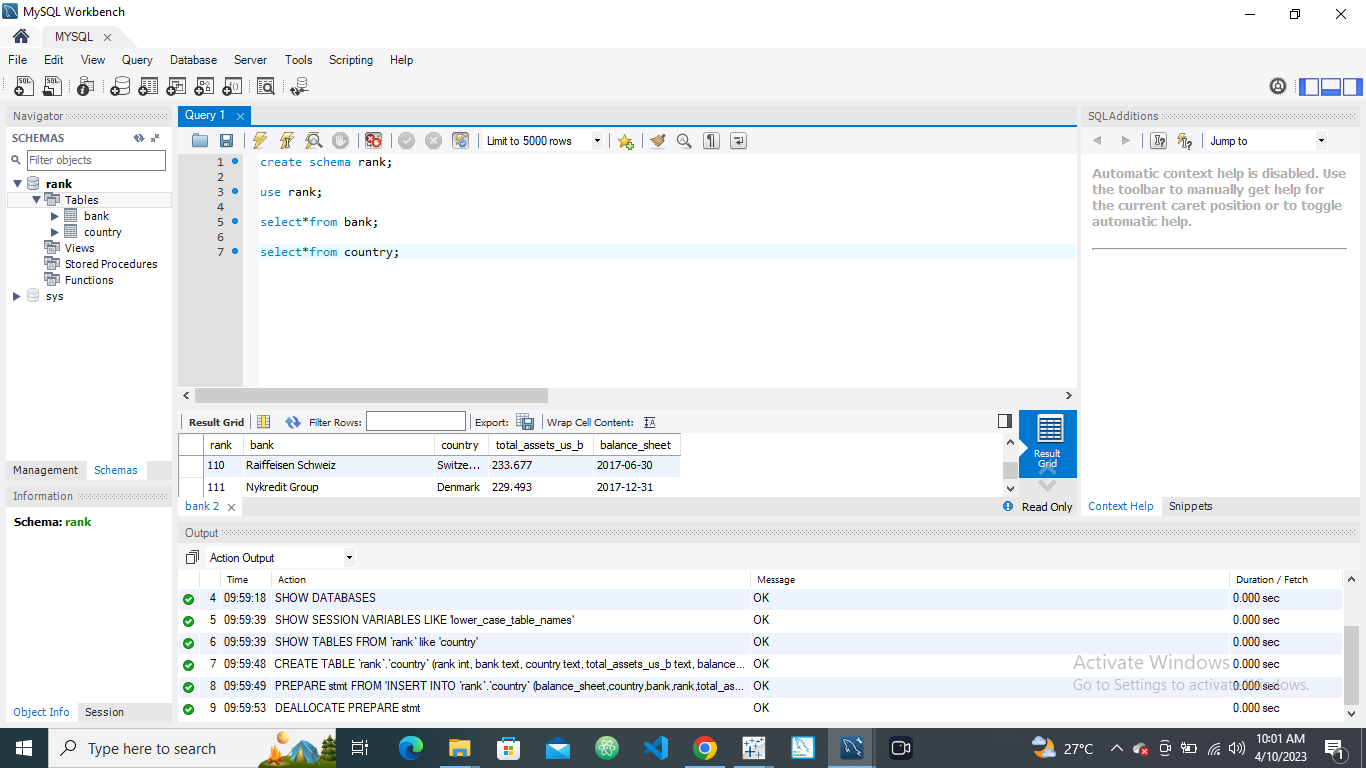 MySQL Workbench
MYSQL
File Edit View Query Database Server Tools Scripting Help
Navigator
SCHEMAS
Filter objects
rank
Tables
bank
country
Views
Stored Procedures
Functions
sys
Management Schemas
Information
Schema: rank
Object Info Session
Query 1
Limit to 5000 rows
1 create schema rank;
2
3 use rank;
4
5 select*from bank;
6
7 select*from country;
Result Grid Filter Rows: Export: Wrap Cell Content:
rank bank country total_assets_us_b balance_sheet
110 Raiffeisen Schweiz Switze... 233.677 2017-06-30
111 Nykredit Group Denmark 229.493 2017-12-31
Result
Grid
bank 2
Read Only
SQLAdditions
Jump to
Automatic context help is disabled. Use
the toolbar to manually get help for
the current caret position or to toggle
automatic help.
Context Help Snippets
Output
Action Output
Time Action Message Duration / Fetch
4 09:59:18 SHOW DATABASES OK 0.000 sec
5 09:59:39 SHOW SESSION VARIABLES LIKE 'lower_case_table_names' OK 0.000 sec
6 09:59:39 SHOW TABLES FROM `rank` like 'country' OK 0.000 sec
7 09:59:48 CREATE TABLE `rank`.`country` (rank int, bank text, country text, total_assets_us_b text, balance... OK 0.000 sec
8 09:59:49 PREPARE stmt FROM 'INSERT INTO `rank`.`country` (balance_sheet,country,bank,rank,total_as... OK 0.000 sec
9 09:59:53 DEALLOCATE PREPARE stmt OK 0.000 sec
Activate Windows
Go to Settings to activate Windows.
Type here to search
27°C
10:01 AM
4/10/2023
1